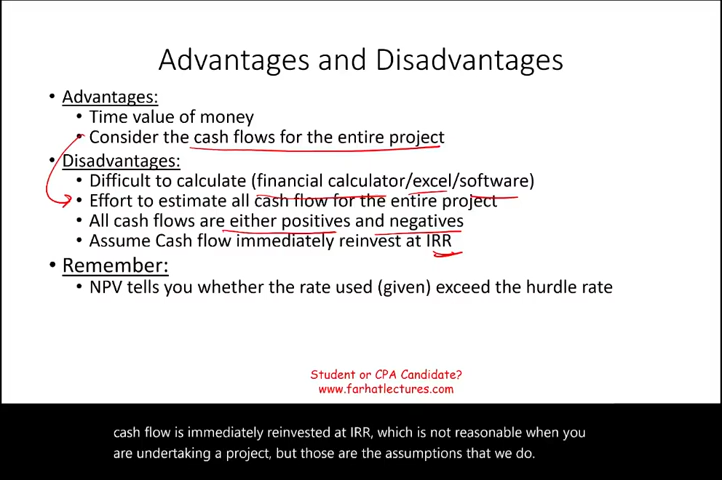 Advantages and Disadvantages
• Advantages:
• Time value of money
• Consider the cash flows for the entire project
• Disadvantages:
• Difficult to calculate (financial calculator/excel/software)
• Effort to estimate all cash flow for the entire project
• All cash flows are either positives and negatives
• Assume Cash flow immediately reinvest at IRR
• Remember:
• NPV tells you whether the rate used (given) exceed the hurdle rate
Student or CPA Candidate?
www.farhatlectures.com
cash flow is immediately reinvested at IRR, which is not reasonable when you
are undertaking a project, but those are the assumptions that we do.